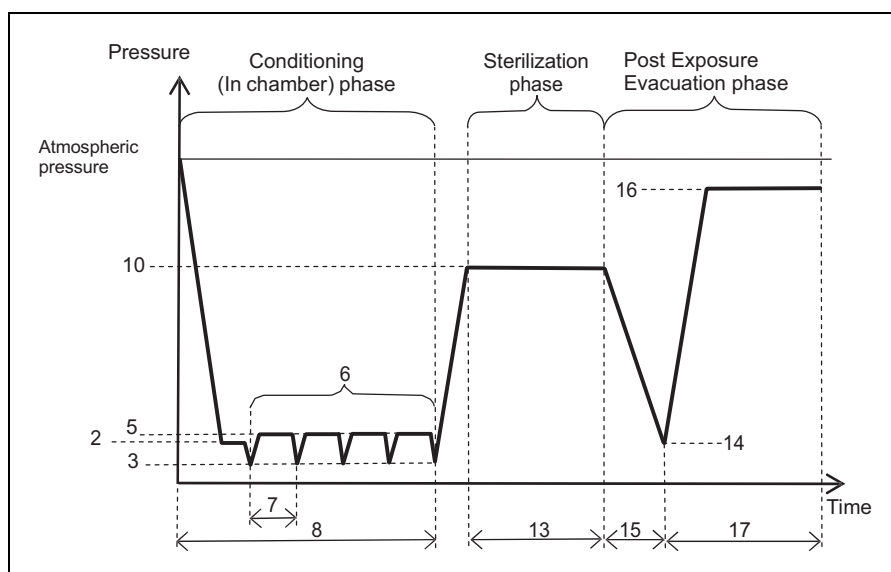 Pressure
Conditioning
(In chamber) phase
Sterilization
phase
Post Exposure
Evacuation phase
Atmospheric
pressure
16
10
6
5
2
14
3
Time
7
8
13
15
17